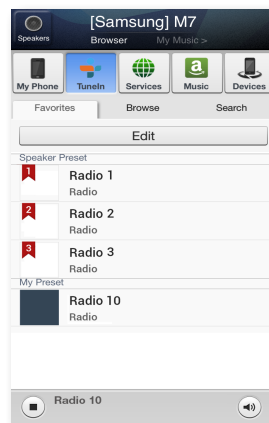 [Samsung] M7
Speakers
Browser My Music >
My Phone TuneIn Services Music Devices
Favorites Browse Search
Edit
Speaker Preset
1 Radio 1
Radio
2 Radio 2
Radio
3 Radio 3
Radio
My Preset
Radio 10
Radio
Radio 10